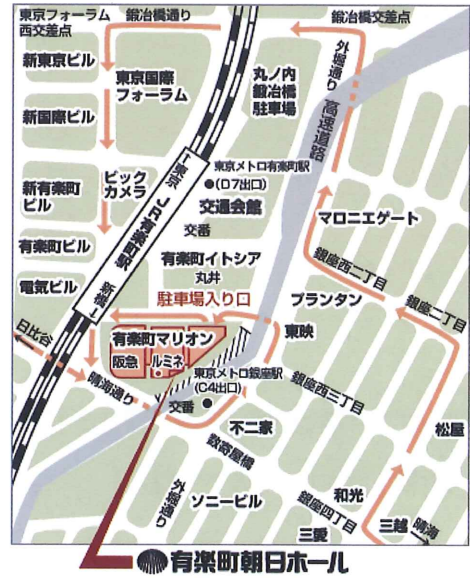 東京フォーラム
西交差点
鍛冶橋通り
鍛冶橋交差点
新東京ビル
東京国際
フォーラム
丸ノ内
鍛冶橋
駐車場
外堀通り
高速道路
新国際ビル
↑東京 JR有楽町駅 新橋↓
東京メトロ有楽町駅
(D7出口)
新有楽町
ビル
ビック
カメラ
交通会館
マロニエゲート
交番
有楽町ビル
有楽町イトシア
丸井
銀座西二丁目
電気ビル
駐車場入り口
プランタン
銀座二丁目
日比谷
有楽町マリオン
阪急
ルミネ
東映
東京メトロ銀座駅
(C4出口)
晴海通り
交番
銀座西三丁目
不二家
松屋
数寄屋橋
外堀通り
ソニービル
和光
銀座四丁目
三愛
三越
晴海
有楽町朝日ホール